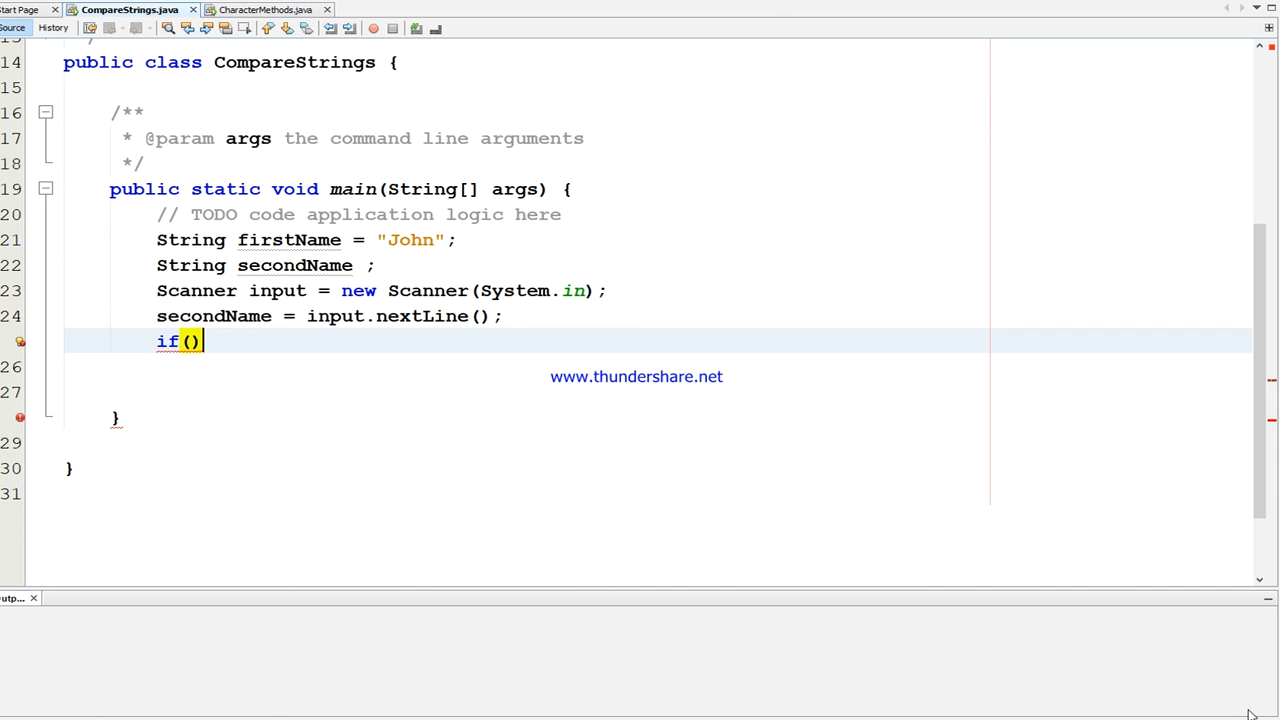 Start Page CompareStrings.java CharacterMethods.java
Source History
14 public class CompareStrings {
15
16 /**
17 * @param args the command line arguments
18 */
19 public static void main(String[] args) {
20 // TODO code application logic here
21 String firstName = "John";
22 String secondName ;
23 Scanner input = new Scanner(System.in);
24 secondName = input.nextLine();
if()
26
www.thundershare.net
27
}
29
30 }
31
utp...